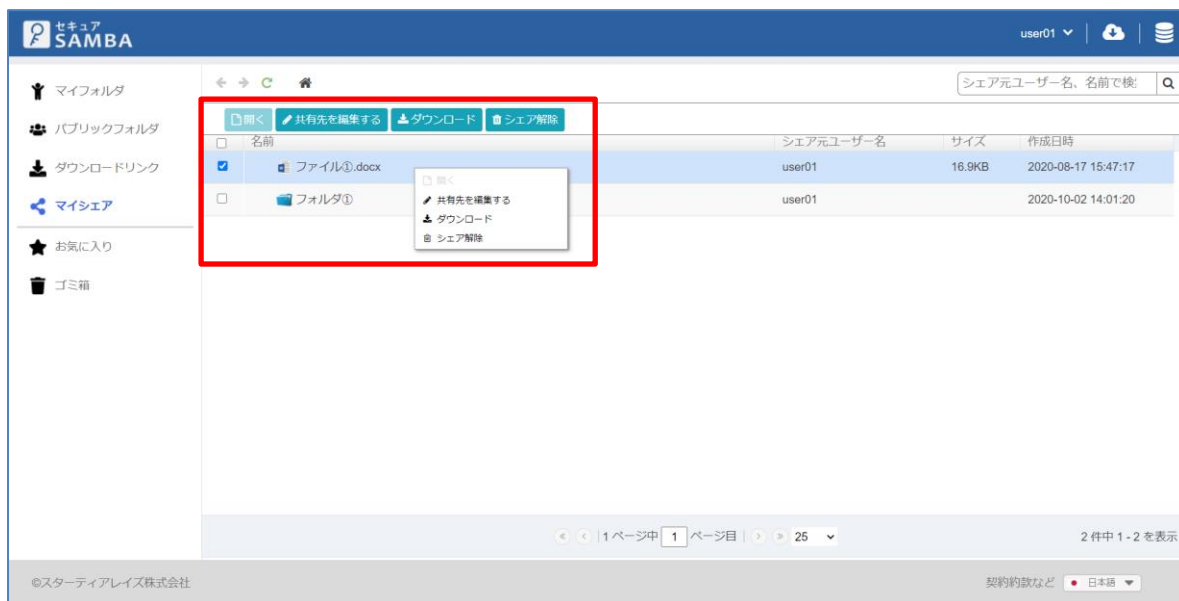 セキュア
SAMBA
user01
マイフォルダ
パブリックフォルダ
ダウンロードリンク
マイシェア
お気に入り
ゴミ箱
シェア元ユーザー名、名前で検
開く 共有先を編集する ダウンロード シェア解除
名前 シェア元ユーザー名 サイズ 作成日時
ファイル①.docx user01 16.9KB 2020-08-17 15:47:17
フォルダ① user01 2020-10-02 14:01:20
開く
共有先を編集する
ダウンロード
シェア解除
1 ページ中 1 ページ目 25
2 件中 1 - 2 を表示
©スターティアレイズ株式会社
契約約款など 日本語